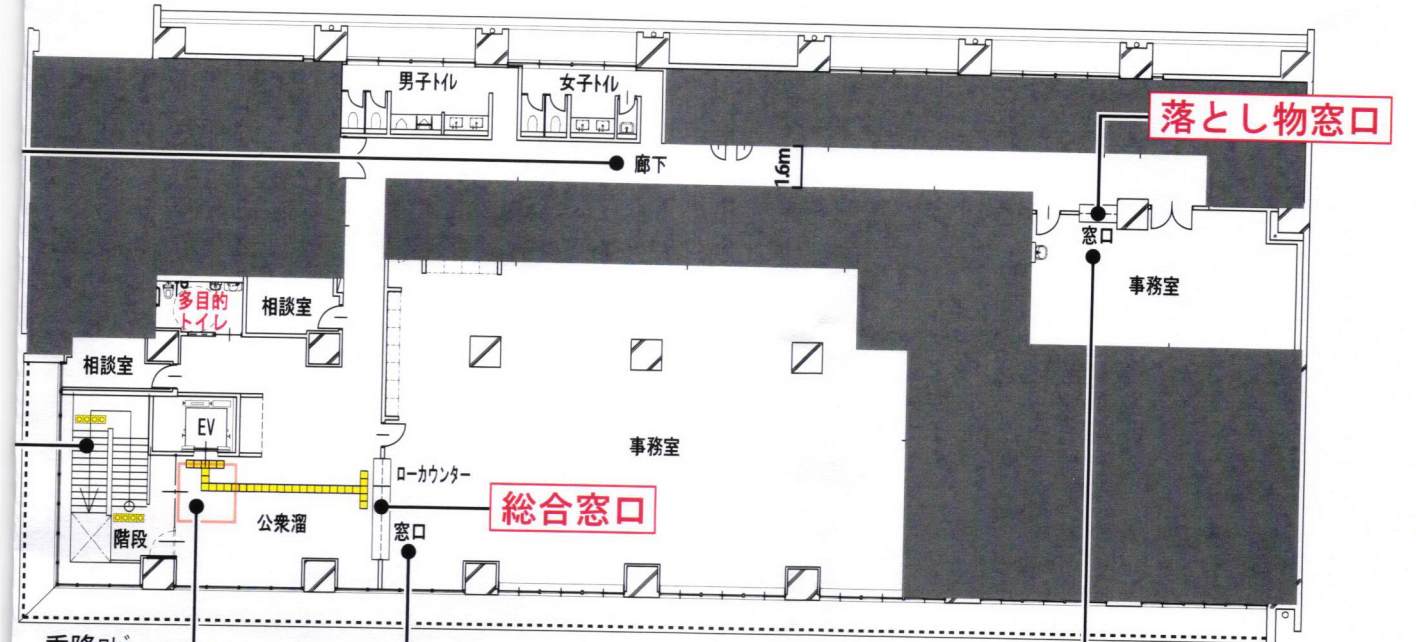 男子トイレ
女子トイレ
落とし物窓口
廊下
1.6m
窓口
事務室
多目的
トイレ
相談室
相談室
EV
事務室
ローカウンター
総合窓口
公衆溜
窓口
階段